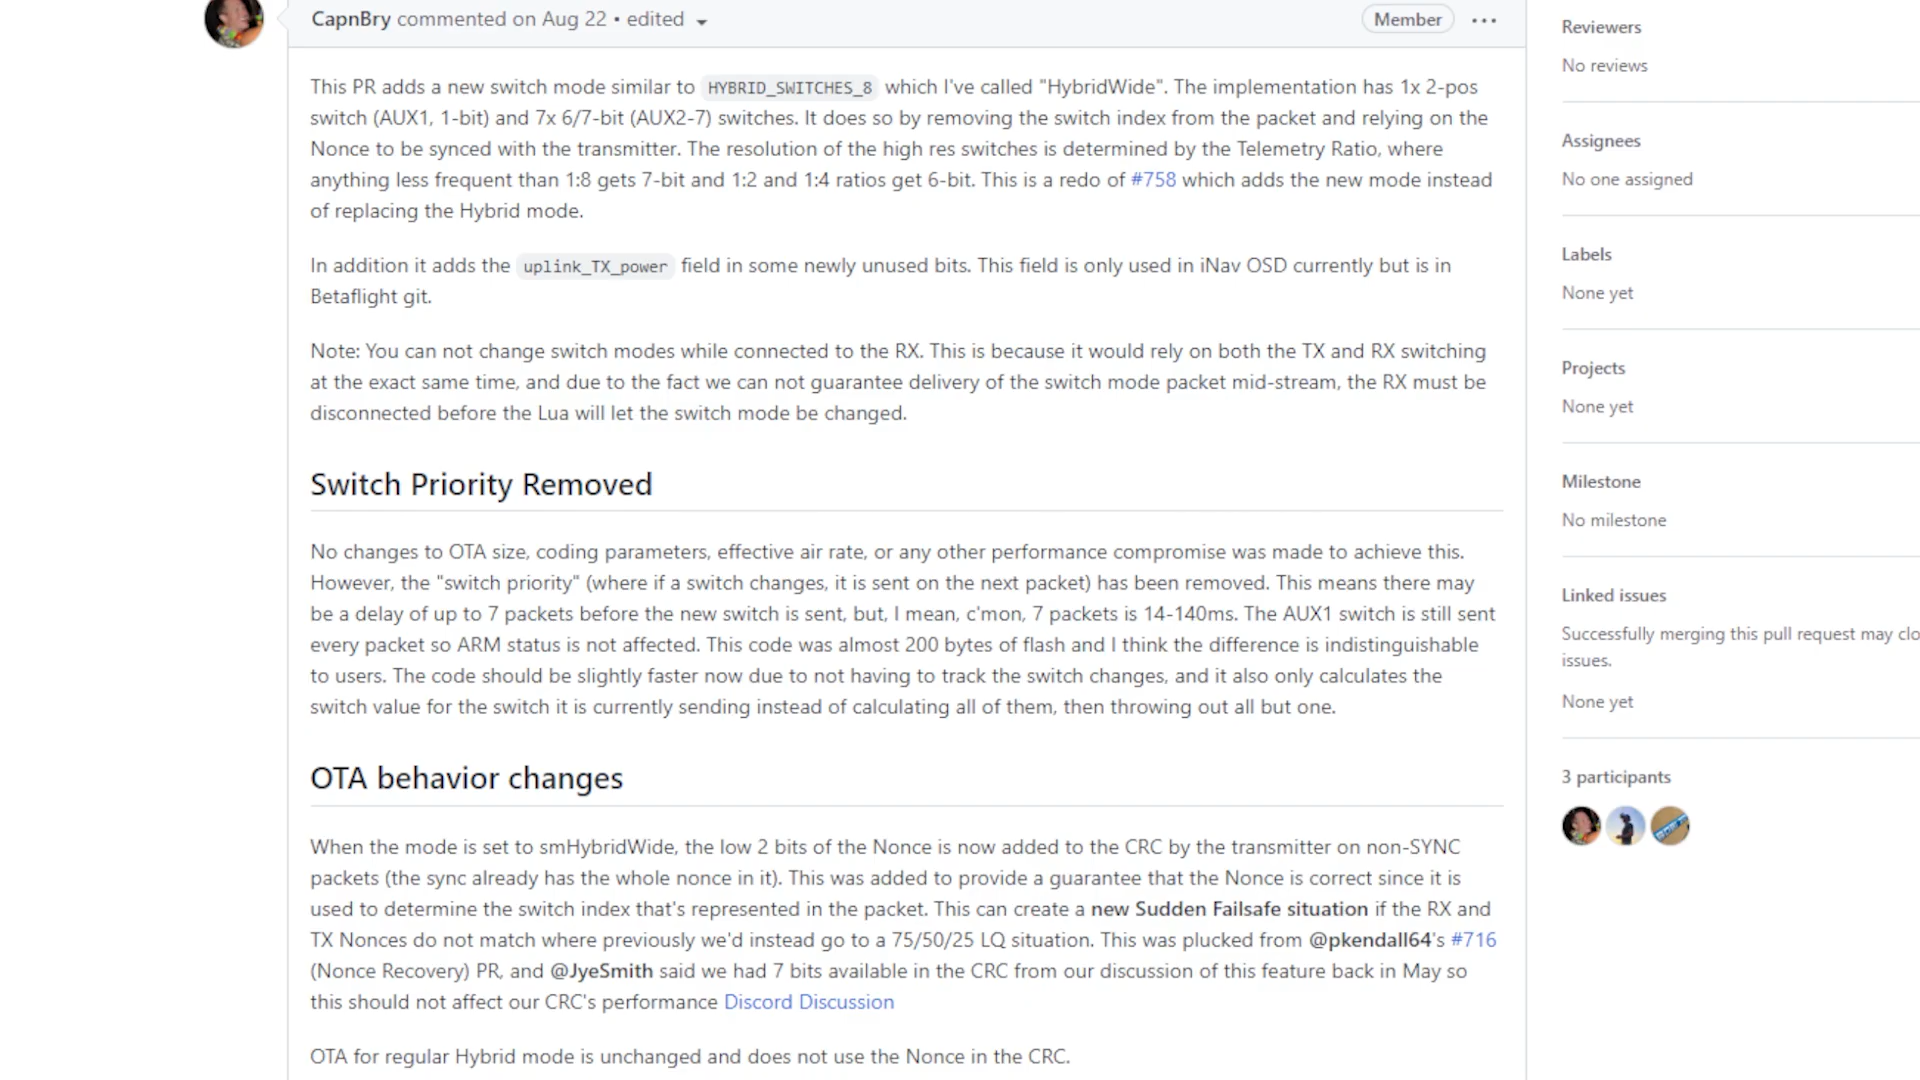 CapnBry commented on Aug 22 • edited
Member
This PR adds a new switch mode similar to HYBRID_SWITCHES_8 which I've called "HybridWide". The implementation has 1x 2-pos
switch (AUX1, 1-bit) and 7x 6/7-bit (AUX2-7) switches. It does so by removing the switch index from the packet and relying on the
Nonce to be synced with the transmitter. The resolution of the high res switches is determined by the Telemetry Ratio, where
anything less frequent than 1:8 gets 7-bit and 1:2 and 1:4 ratios get 6-bit. This is a redo of #758 which adds the new mode instead
of replacing the Hybrid mode.
In addition it adds the uplink_TX_power field in some newly unused bits. This field is only used in iNav OSD currently but is in
Betaflight git.
Note: You can not change switch modes while connected to the RX. This is because it would rely on both the TX and RX switching
at the exact same time, and due to the fact we can not guarantee delivery of the switch mode packet mid-stream, the RX must be
disconnected before the Lua will let the switch mode be changed.
Switch Priority Removed
No changes to OTA size, coding parameters, effective air rate, or any other performance compromise was made to achieve this.
However, the "switch priority" (where if a switch changes, it is sent on the next packet) has been removed. This means there may
be a delay of up to 7 packets before the new switch is sent, but, I mean, c'mon, 7 packets is 14-140ms. The AUX1 switch is still sent
every packet so ARM status is not affected. This code was almost 200 bytes of flash and I think the difference is indistinguishable
to users. The code should be slightly faster now due to not having to track the switch changes, and it also only calculates the
switch value for the switch it is currently sending instead of calculating all of them, then throwing out all but one.
OTA behavior changes
When the mode is set to smHybridWide, the low 2 bits of the Nonce is now added to the CRC by the transmitter on non-SYNC
packets (the sync already has the whole nonce in it). This was added to provide a guarantee that the Nonce is correct since it is
used to determine the switch index that's represented in the packet. This can create a new Sudden Failsafe situation if the RX and
TX Nonces do not match where previously we'd instead go to a 75/50/25 LQ situation. This was plucked from @pkendall64's #716
(Nonce Recovery) PR, and @JyeSmith said we had 7 bits available in the CRC from our discussion of this feature back in May so
this should not affect our CRC's performance Discord Discussion
OTA for regular Hybrid mode is unchanged and does not use the Nonce in the CRC.
Reviewers
No reviews
Assignees
No one assigned
Labels
None yet
Projects
None yet
Milestone
No milestone
Linked issues
Successfully merging this pull request may clo
issues.
None yet
3 participants